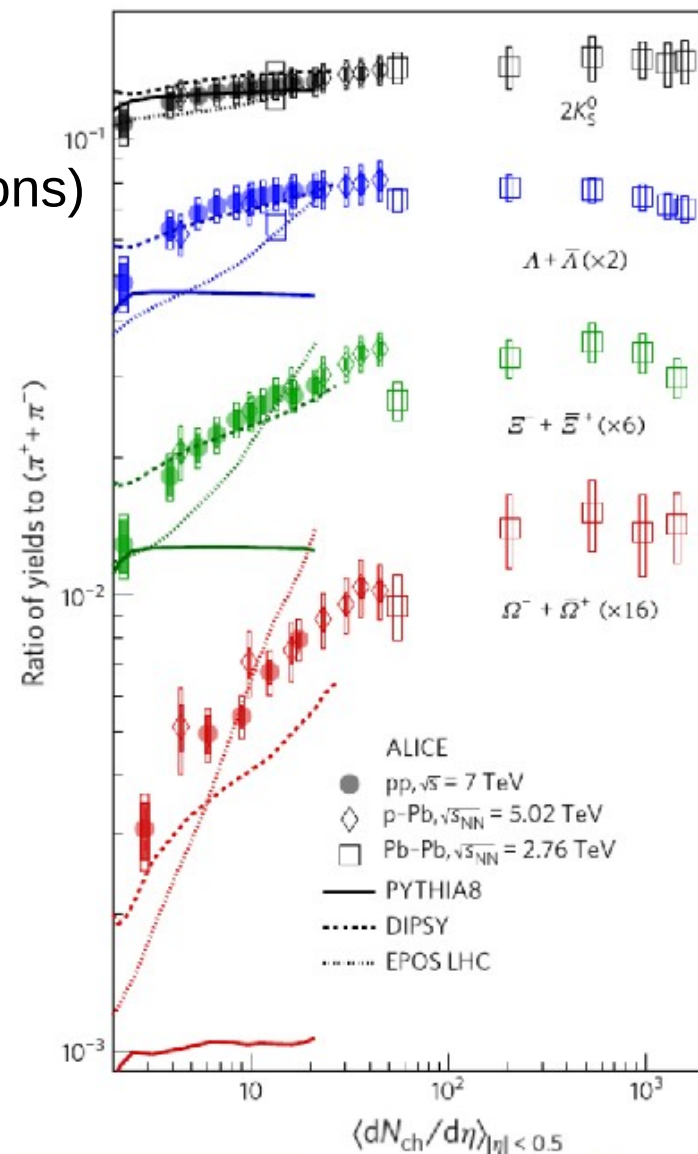 ons)
10⁻¹
2K⁰_S
Λ + Λ̄ (×2)
Ξ⁻ + Ξ̄⁺ (×6)
10⁻²
Ω⁻ + Ω̄⁺ (×16)
ALICE
pp, √s = 7 TeV
p-Pb, √s_NN = 5.02 TeV
Pb-Pb, √s_NN = 2.76 TeV
PYTHIA8
DIPSY
EPOS LHC
10⁻³
Ratio of yields to (π⁺ + π⁻)
10 10² 10³
⟨dN_ch/dη⟩_|η| < 0.5